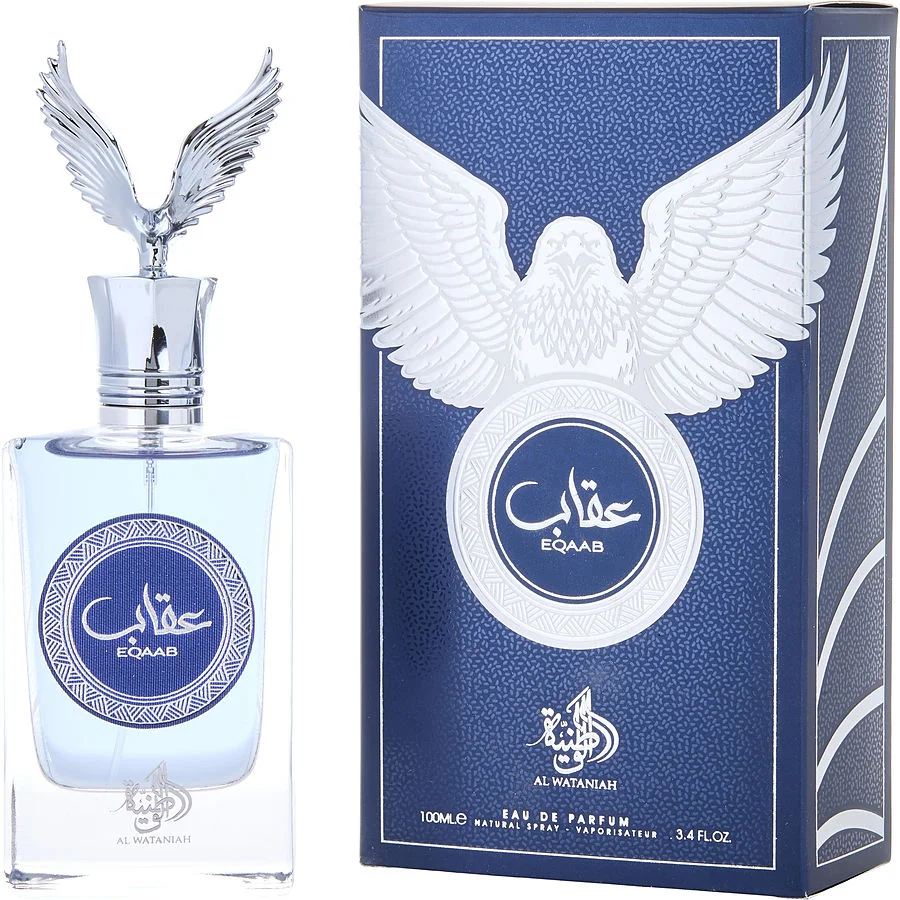 عقاب
EQAAB
الوطنية
AL WATANIAH
عقاب
EQAAB
الوطنية
AL WATANIAH
100MLe
EAU DE PARFUM
NATURAL SPRAY - VAPORISATEUR
3.4 FL.OZ.